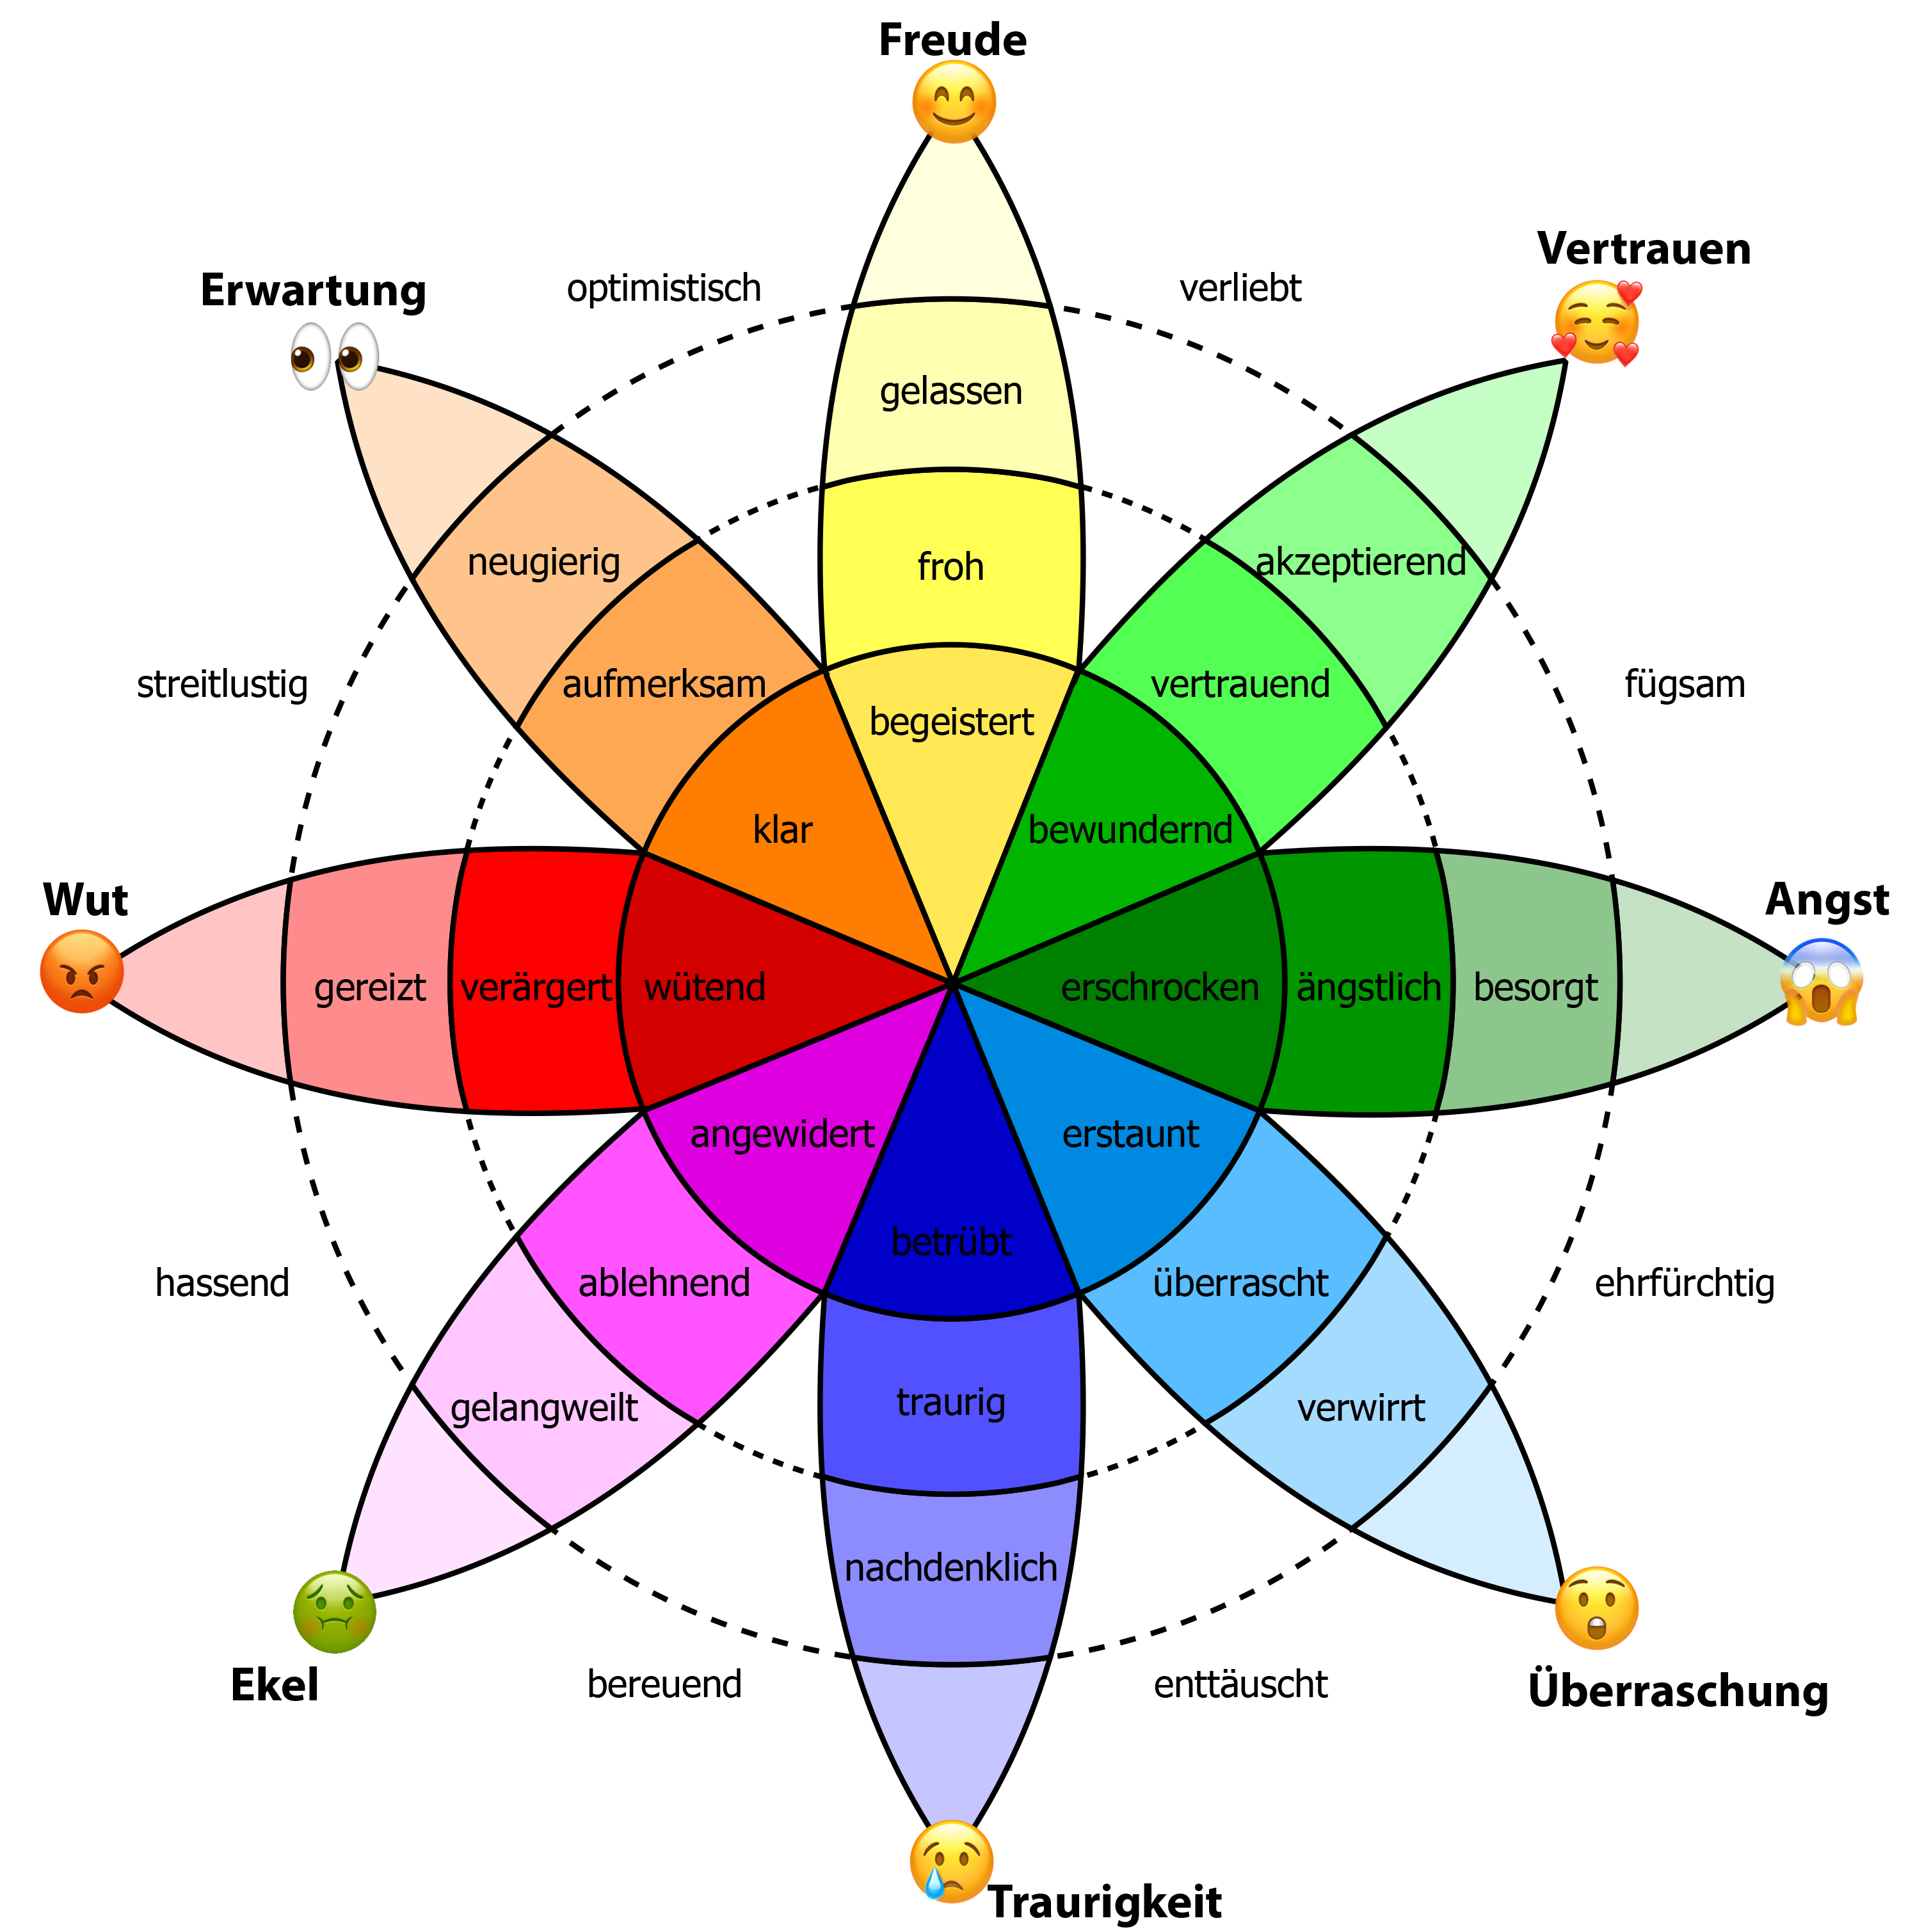 Freude
Vertrauen
Erwartung
optimistisch
verliebt
gelassen
neugierig
froh
akzeptierend
streitlustig
aufmerksam
vertrauend
fügsam
begeistert
klar
bewundernd
Wut
Angst
gereizt
verärgert
wütend
erschrocken
ängstlich
besorgt
angewidert
erstaunt
betrübt
hassend
ablehnend
überrascht
ehrfürchtig
gelangweilt
traurig
verwirrt
nachdenklich
Ekel
bereuend
enttäuscht
Überraschung
Traurigkeit